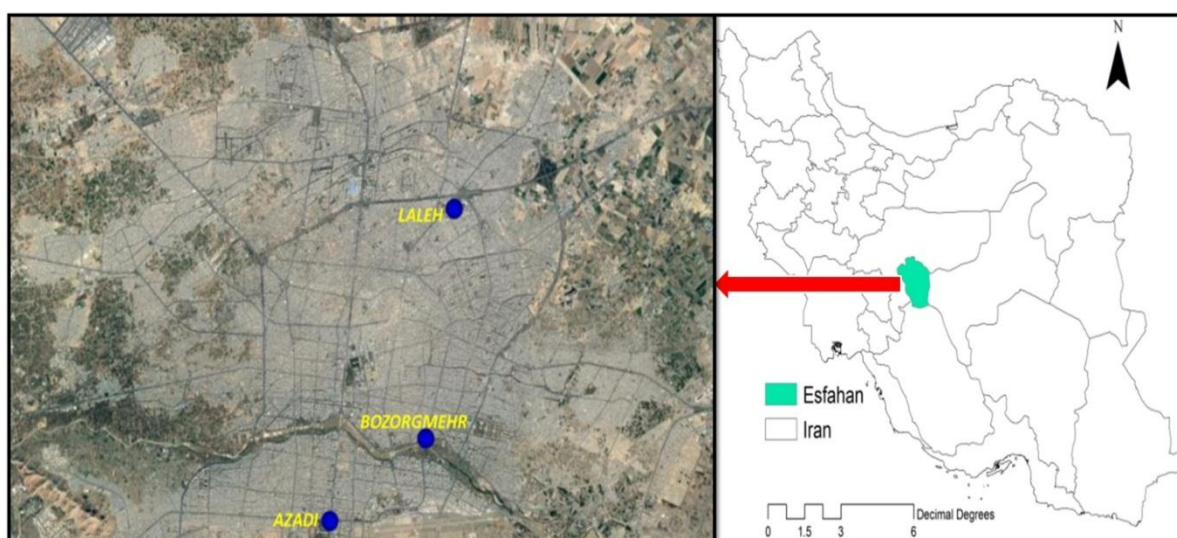 LALEH
BOZORGMEHR
AZADI
N
Esfahan
Iran
Decimal Degrees
0 1.5 3 6